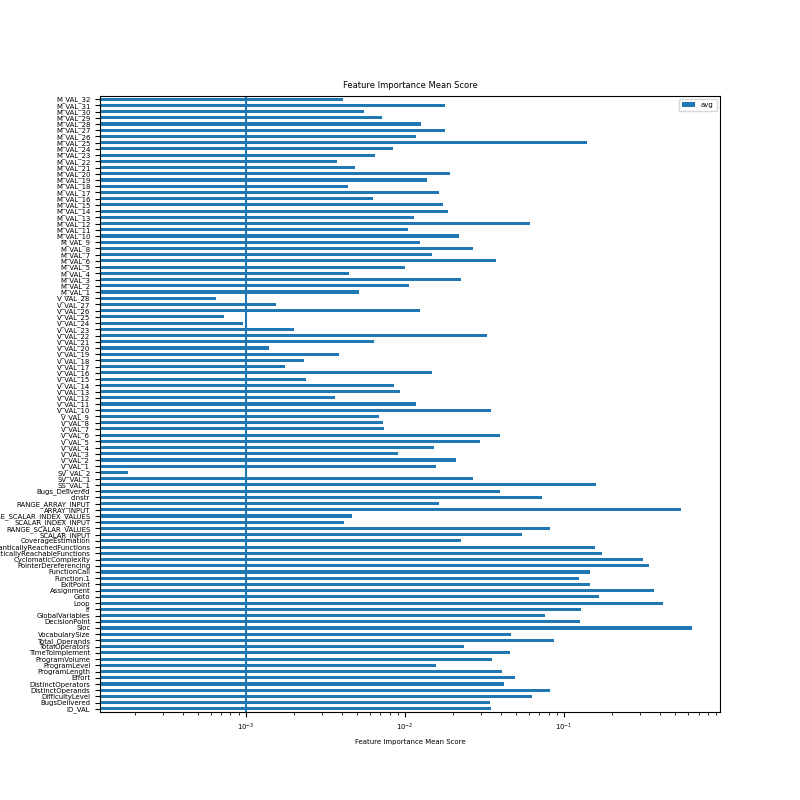 Feature Importance Mean Score
avg
M_VAL_32
M_VAL_31
M_VAL_30
M_VAL_29
M_VAL_28
M_VAL_27
M_VAL_26
M_VAL_25
M_VAL_24
M_VAL_23
M_VAL_22
M_VAL_21
M_VAL_20
M_VAL_19
M_VAL_18
M_VAL_17
M_VAL_16
M_VAL_15
M_VAL_14
M_VAL_13
M_VAL_12
M_VAL_11
M_VAL_10
M_VAL_9
M_VAL_8
M_VAL_7
M_VAL_6
M_VAL_5
M_VAL_4
M_VAL_3
M_VAL_2
M_VAL_1
V_VAL_28
V_VAL_27
V_VAL_26
V_VAL_25
V_VAL_24
V_VAL_23
V_VAL_22
V_VAL_21
V_VAL_20
V_VAL_19
V_VAL_18
V_VAL_17
V_VAL_16
V_VAL_15
V_VAL_14
V_VAL_13
V_VAL_12
V_VAL_11
V_VAL_10
V_VAL_9
V_VAL_8
V_VAL_7
V_VAL_6
V_VAL_5
V_VAL_4
V_VAL_3
V_VAL_2
V_VAL_1
SV_VAL_2
SV_VAL_1
SS_VAL_1
Bugs_Delivered
dnstr
RANGE_ARRAY_INPUT
ARRAY_INPUT
E_SCALAR_INDEX_VALUES
SCALAR_INDEX_INPUT
RANGE_SCALAR_VALUES
SCALAR_INPUT
CoverageEstimation
anticallyReachedFunctions
nticallyReachableFunctions
CyclomaticComplexity
PointerDereferencing
FunctionCall
Function.1
ExitPoint
Assignment
Goto
Loop
If
GlobalVariables
DecisionPoint
Sloc
VocabularySize
Total_Operands
TotalOperators
TimeToImplement
ProgramVolume
ProgramLevel
ProgramLength
Effort
DistinctOperators
DistinctOperands
DifficultyLevel
BugsDelivered
ID_VAL
10⁻³ 10⁻² 10⁻¹
Feature Importance Mean Score